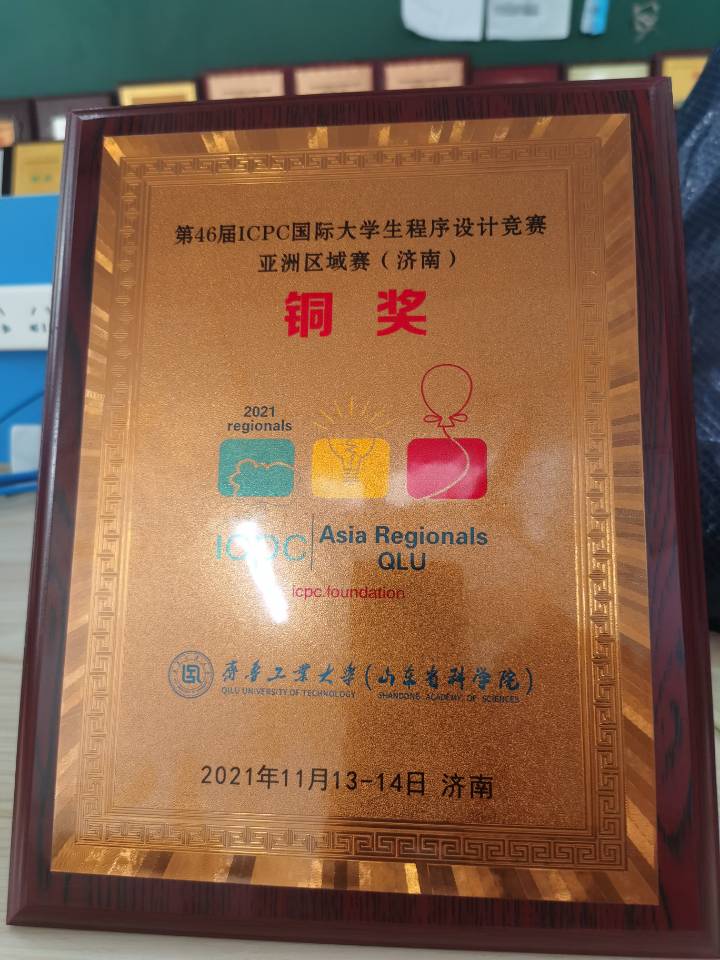 第46届ICPC国际大学生程序设计竞赛
亚洲区域赛（济南）
铜 奖
2021
regionals
ICPC
Asia Regionals
QLU
icpc.foundation
齐鲁工业大学(山东省科学院)
QILU UNIVERSITY OF TECHNOLOGY SHANDONG ACADEMY OF SCIENCES
2021年11月13-14日 济南